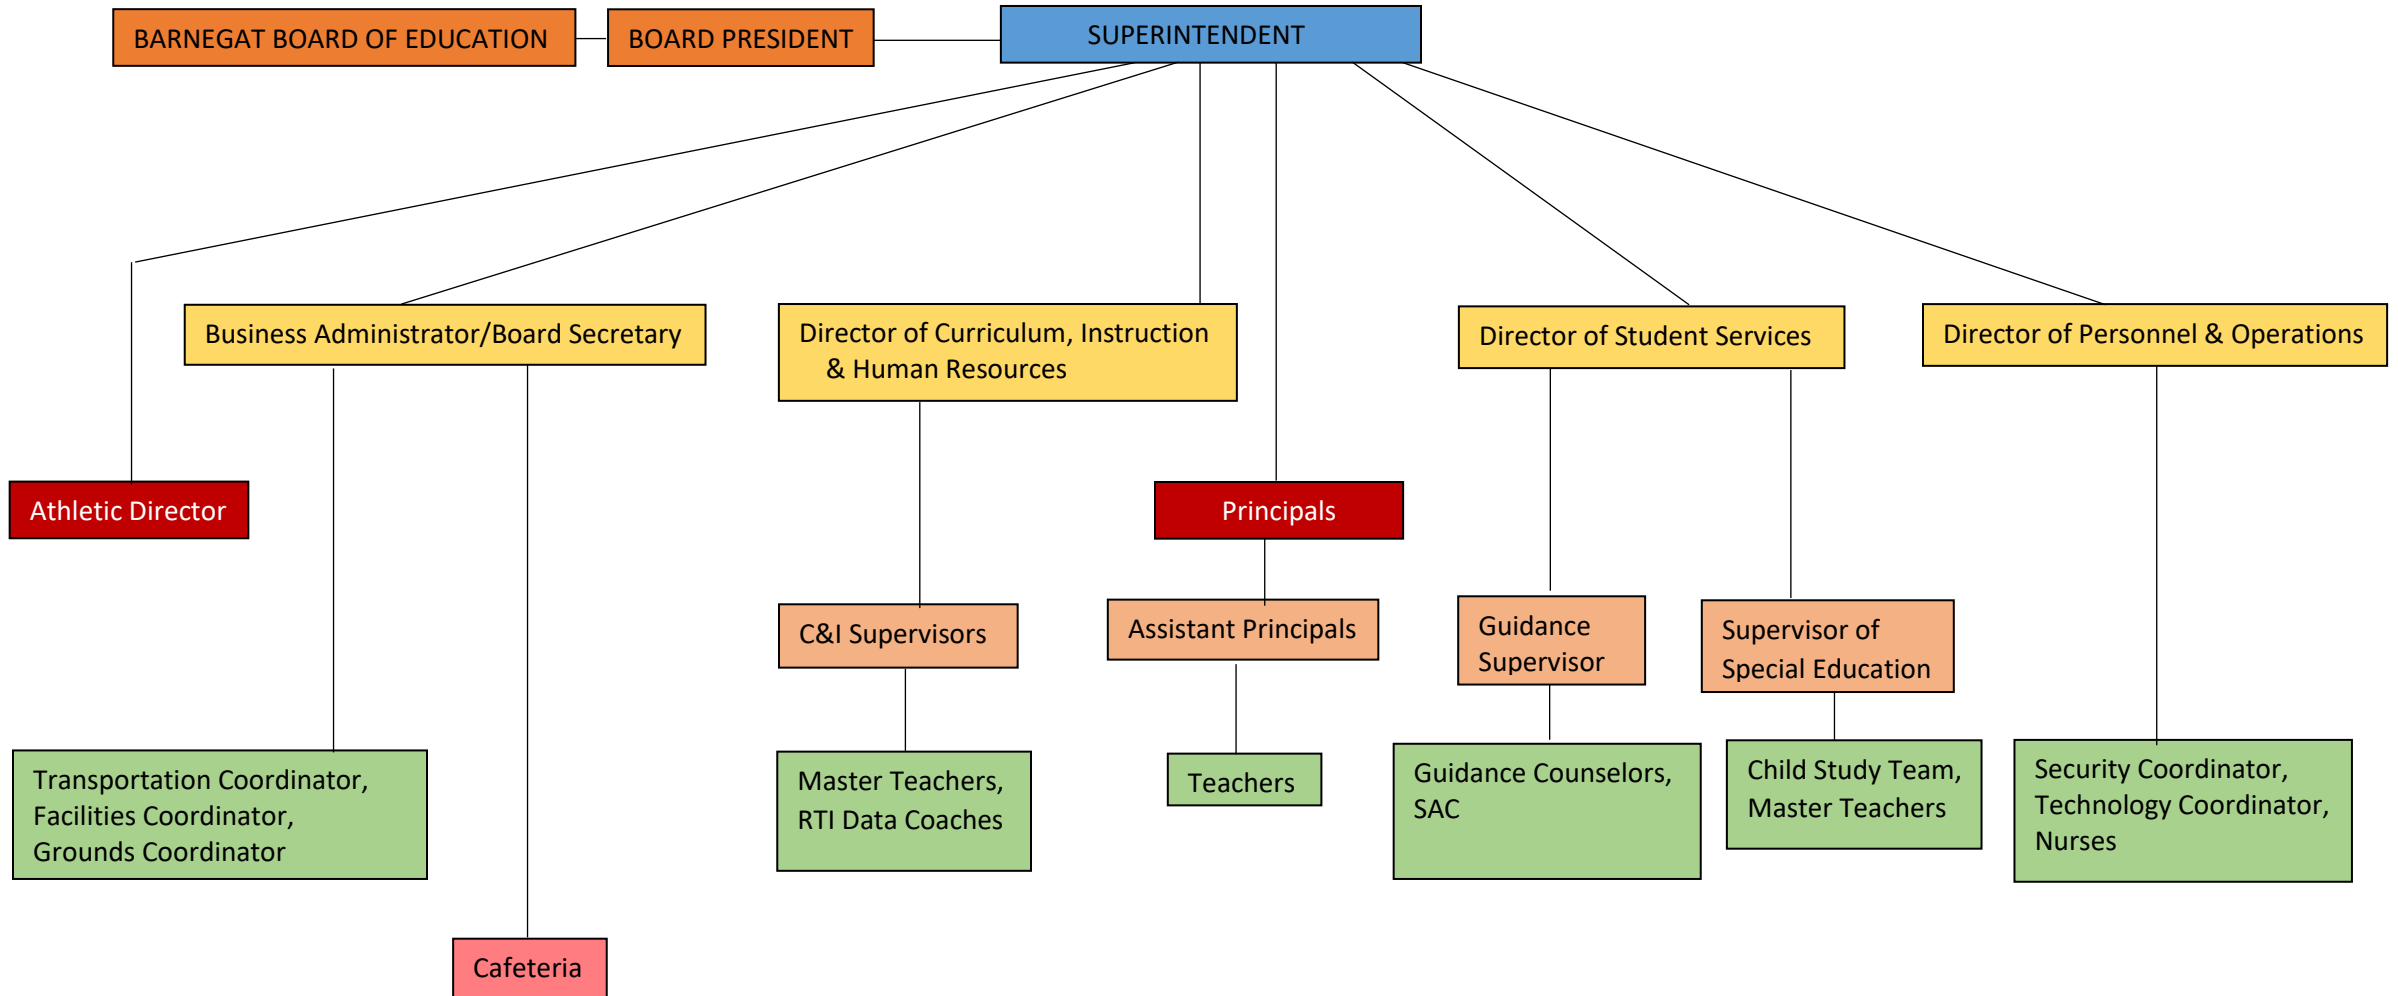 BARNEGAT BOARD OF EDUCATION
BOARD PRESIDENT
SUPERINTENDENT
Business Administrator/Board Secretary
Director of Curriculum, Instruction
& Human Resources
Director of Student Services
Director of Personnel & Operations
Athletic Director
Principals
C&I Supervisors
Assistant Principals
Guidance
Supervisor
Supervisor of
Special Education
Transportation Coordinator,
Facilities Coordinator,
Grounds Coordinator
Master Teachers,
RTI Data Coaches
Teachers
Guidance Counselors,
SAC
Child Study Team,
Master Teachers
Security Coordinator,
Technology Coordinator,
Nurses
Cafeteria